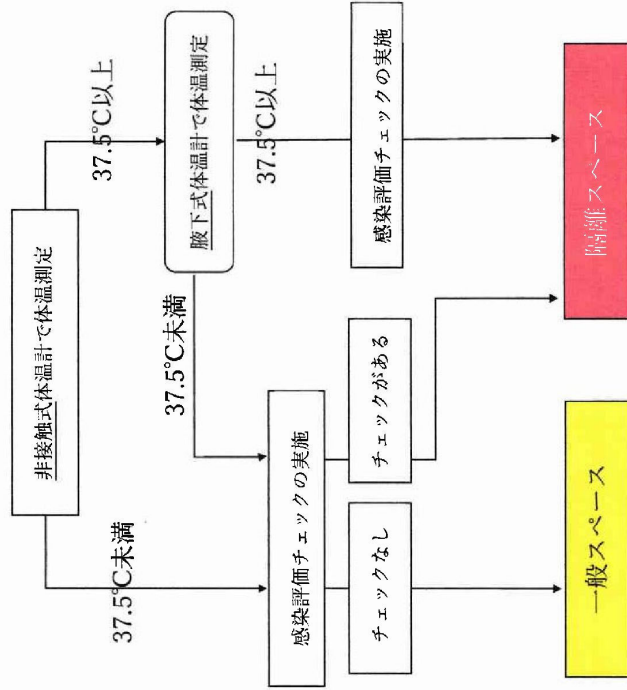 非接触式体温計で体温測定
37.5℃未満
37.5℃以上
腋下式体温計で体温測定
37.5℃未満
37.5℃以上
感染評価チェックの実施
感染評価チェックの実施
チェックなし
チェックがある
一般スペース
隔離スペース